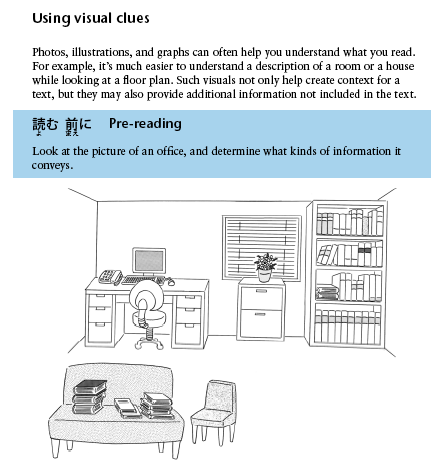 Using visual clues
Photos, illustrations, and graphs can often help you understand what you read.
For example, it's much easier to understand a description of a room or a house
while looking at a floor plan. Such visuals not only help create context for a
text, but they may also provide additional information not included in the text.
読む 前に Pre-reading
よ まえ
Look at the picture of an office, and determine what kinds of information it
conveys.